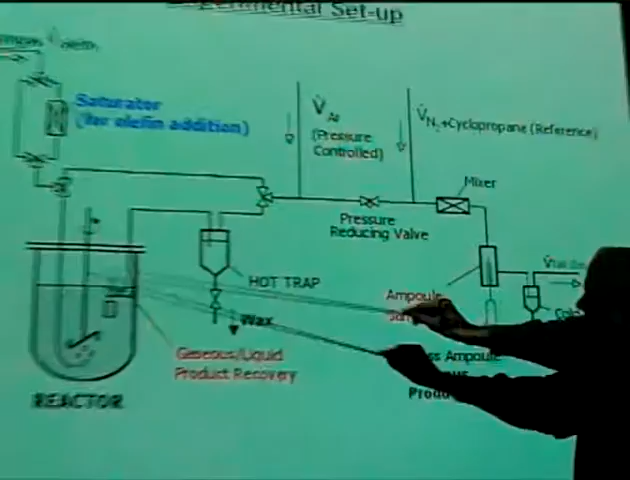 Experimental Set-up
Saturator
(for olefin addition)
V̇Ar
(Pressure
Controlled)
V̇N2+Cyclopropane (Reference)
Mixer
Pressure
Reducing Valve
HOT TRAP
Ampoule
Wax
Gaseous/Liquid
Product Recovery
Ampoule
REACTOR